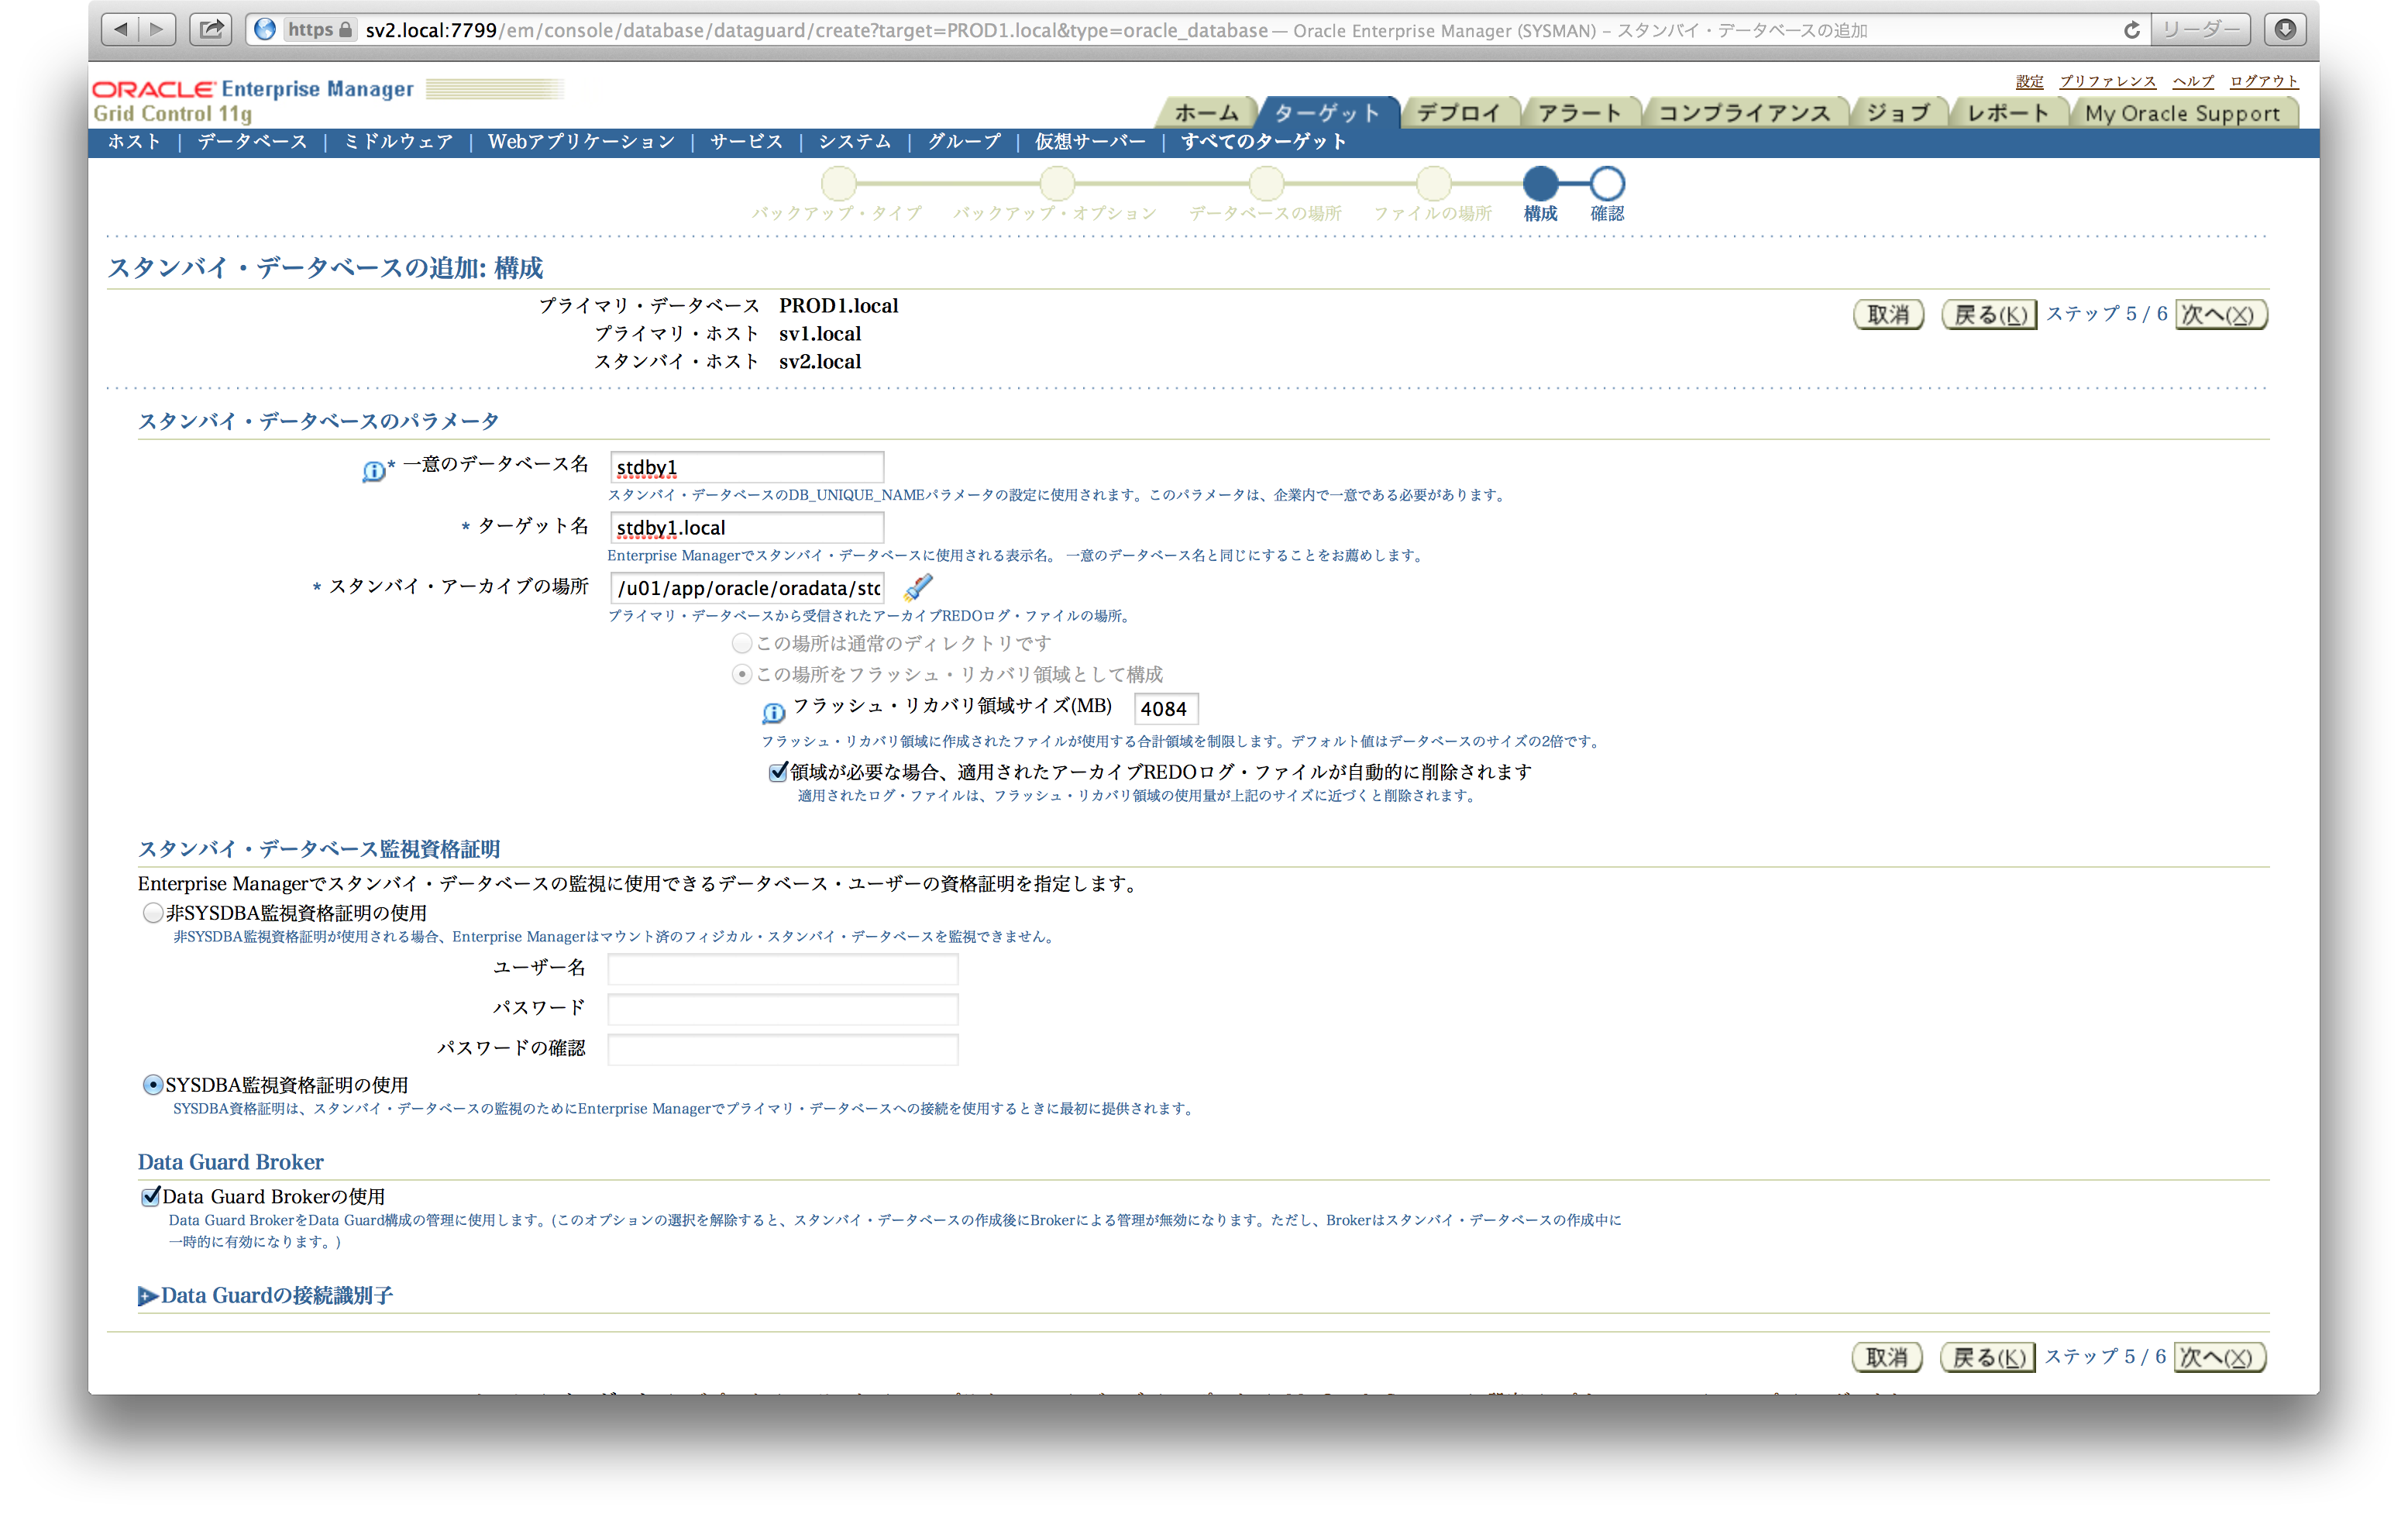 https sv2.local:7799/em/console/database/dataguard/create?target=PROD1.local&type=oracle_database — Oracle Enterprise Manager (SYSMAN) – スタンバイ・データベースの追加
リーダー
設定 プリファレンス ヘルプ ログアウト
ORACLE Enterprise Manager
Grid Control 11g
ホーム ターゲット デプロイ アラート コンプライアンス ジョブ レポート My Oracle Support
ホスト | データベース | ミドルウェア | Webアプリケーション | サービス | システム | グループ | 仮想サーバー | すべてのターゲット
バックアップ・タイプ バックアップ・オプション データベースの場所 ファイルの場所 構成 確認
スタンバイ・データベースの追加: 構成
プライマリ・データベース PROD1.local
プライマリ・ホスト sv1.local
スタンバイ・ホスト sv2.local
取消 戻る(K) ステップ 5 / 6 次へ(X)
スタンバイ・データベースのパラメータ
* 一意のデータベース名 stdby1
スタンバイ・データベースのDB_UNIQUE_NAMEパラメータの設定に使用されます。このパラメータは、企業内で一意である必要があります。
* ターゲット名 stdby1.local
Enterprise Managerでスタンバイ・データベースに使用される表示名。 一意のデータベース名と同じにすることをお薦めします。
* スタンバイ・アーカイブの場所 /u01/app/oracle/oradata/stc
プライマリ・データベースから受信されたアーカイブREDOログ・ファイルの場所。
この場所は通常のディレクトリです
この場所をフラッシュ・リカバリ領域として構成
フラッシュ・リカバリ領域サイズ(MB) 4084
フラッシュ・リカバリ領域に作成されたファイルが使用する合計領域を制限します。デフォルト値はデータベースのサイズの2倍です。
領域が必要な場合、適用されたアーカイブREDOログ・ファイルが自動的に削除されます
適用されたログ・ファイルは、フラッシュ・リカバリ領域の使用量が上記のサイズに近づくと削除されます。
スタンバイ・データベース監視資格証明
Enterprise Managerでスタンバイ・データベースの監視に使用できるデータベース・ユーザーの資格証明を指定します。
非SYSDBA監視資格証明の使用
非SYSDBA監視資格証明が使用される場合、Enterprise Managerはマウント済のフィジカル・スタンバイ・データベースを監視できません。
ユーザー名
パスワード
パスワードの確認
SYSDBA監視資格証明の使用
SYSDBA資格証明は、スタンバイ・データベースの監視のためにEnterprise Managerでプライマリ・データベースへの接続を使用するときに最初に提供されます。
Data Guard Broker
Data Guard Brokerの使用
Data Guard BrokerをData Guard構成の管理に使用します。(このオプションの選択を解除すると、スタンバイ・データベースの作成後にBrokerによる管理が無効になります。ただし、Brokerはスタンバイ・データベースの作成中に
一時的に有効になります。)
Data Guardの接続識別子
取消 戻る(K) ステップ 5 / 6 次へ(X)